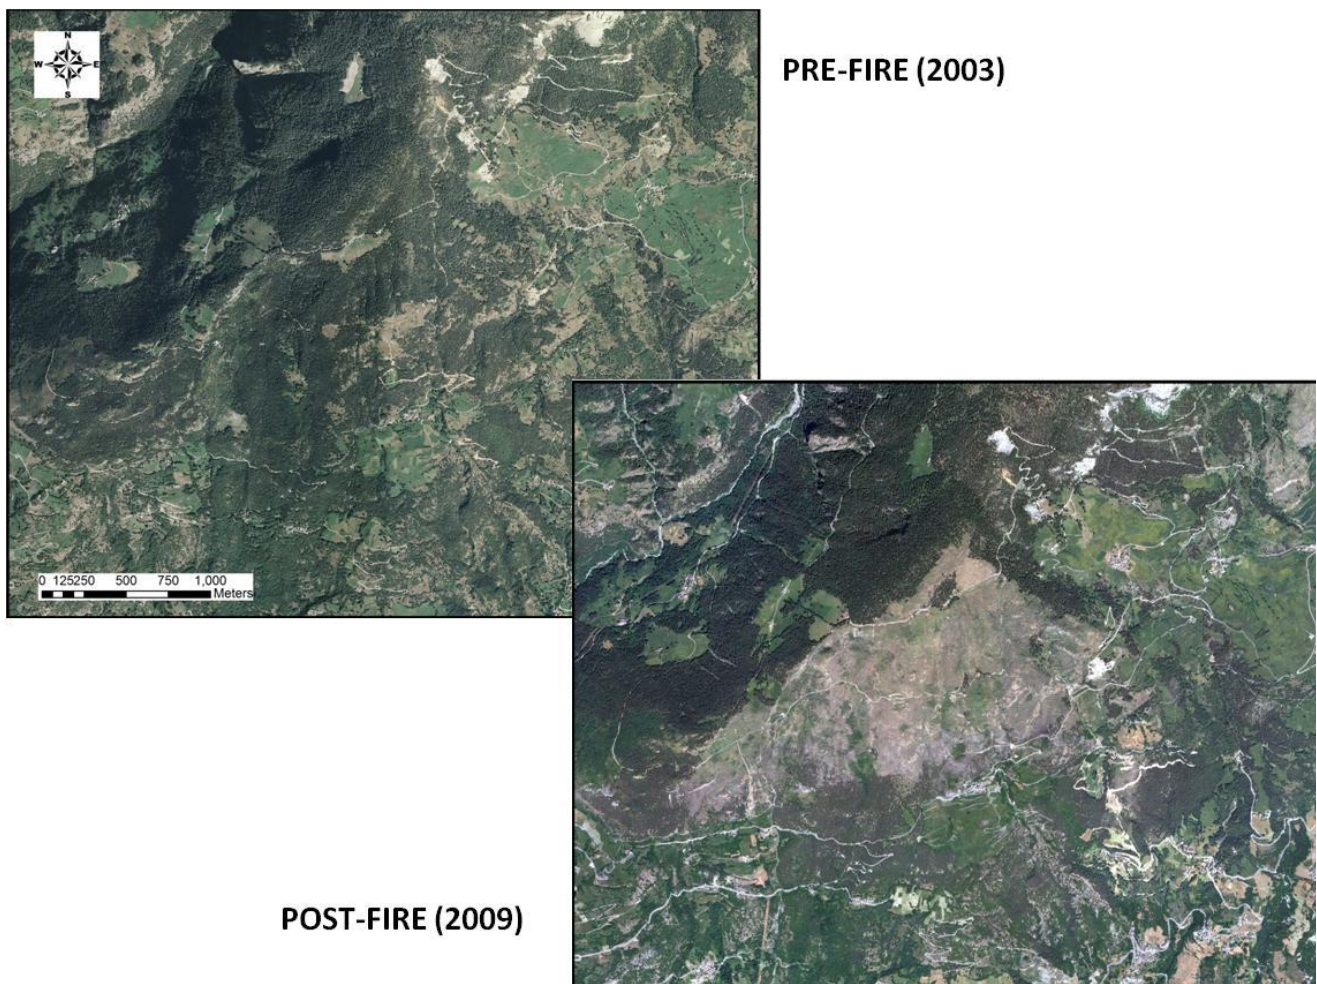 N
W E
S
PRE-FIRE (2003)
0 125250 500 750 1,000
Meters
POST-FIRE (2009)